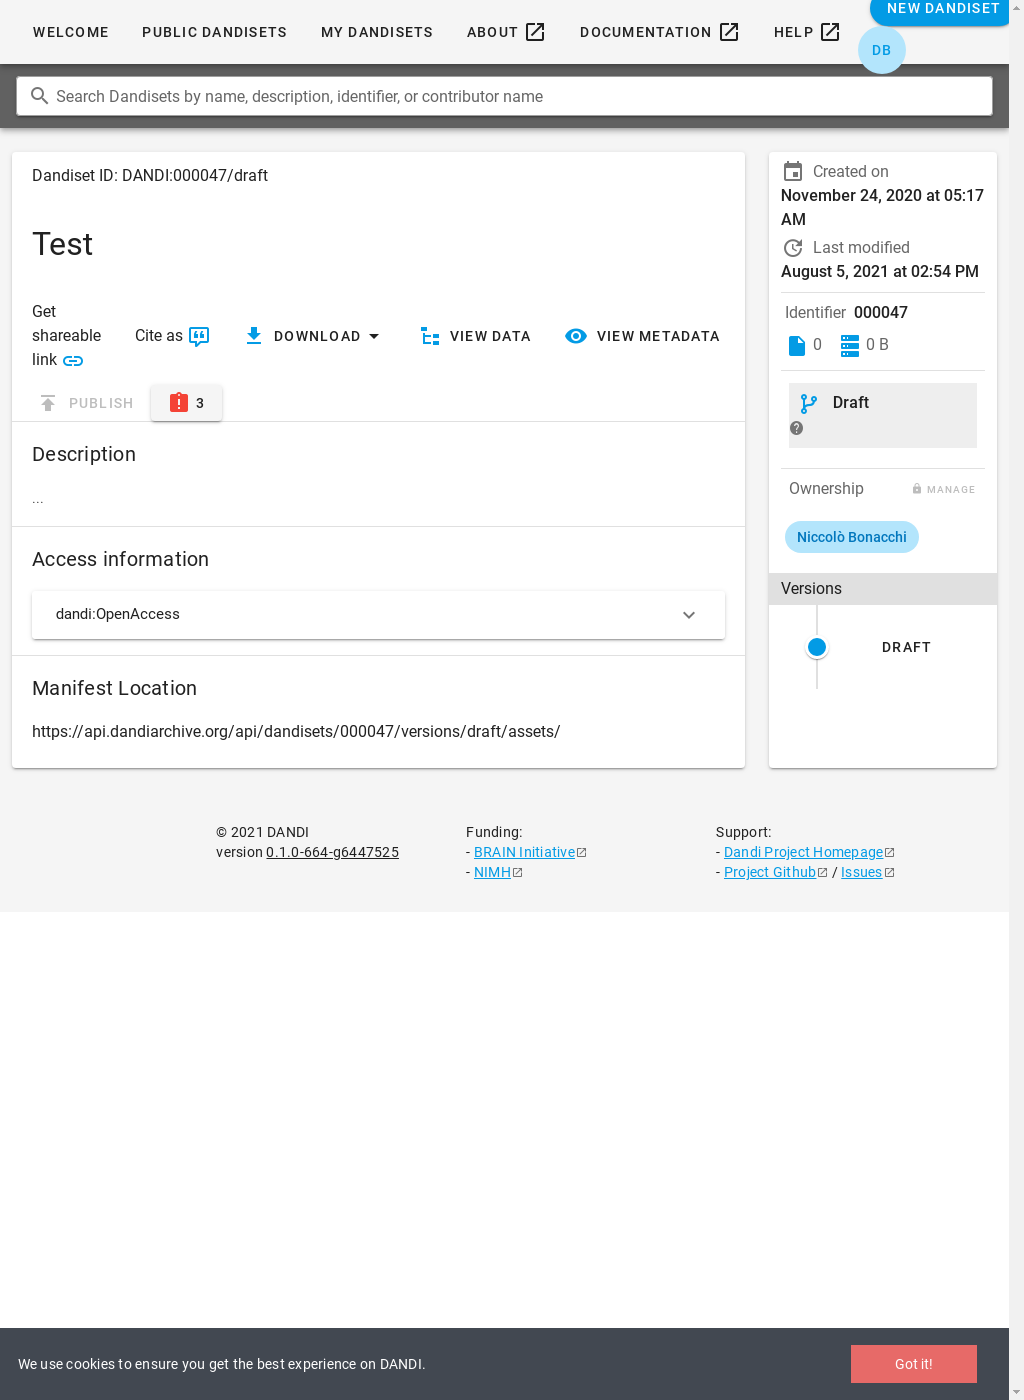 WELCOME PUBLIC DANDISETS MY DANDISETS ABOUT DOCUMENTATION HELP NEW DANDISET
DB
Search Dandisets by name, description, identifier, or contributor name
Dandiset ID: DANDI:000047/draft
Test
Get
shareable
link
Cite as DOWNLOAD VIEW DATA VIEW METADATA
PUBLISH 3
Description
...
Access information
dandi:OpenAccess
Manifest Location
https://api.dandiarchive.org/api/dandisets/000047/versions/draft/assets/
Created on
November 24, 2020 at 05:17
AM
Last modified
August 5, 2021 at 02:54 PM
Identifier 000047
0 0 B
Draft
Ownership MANAGE
Niccolò Bonacchi
Versions
DRAFT
© 2021 DANDI
version 0.1.0-664-g6447525
Funding:
- BRAIN Initiative
- NIMH
Support:
- Dandi Project Homepage
- Project Github / Issues
We use cookies to ensure you get the best experience on DANDI.
Got it!